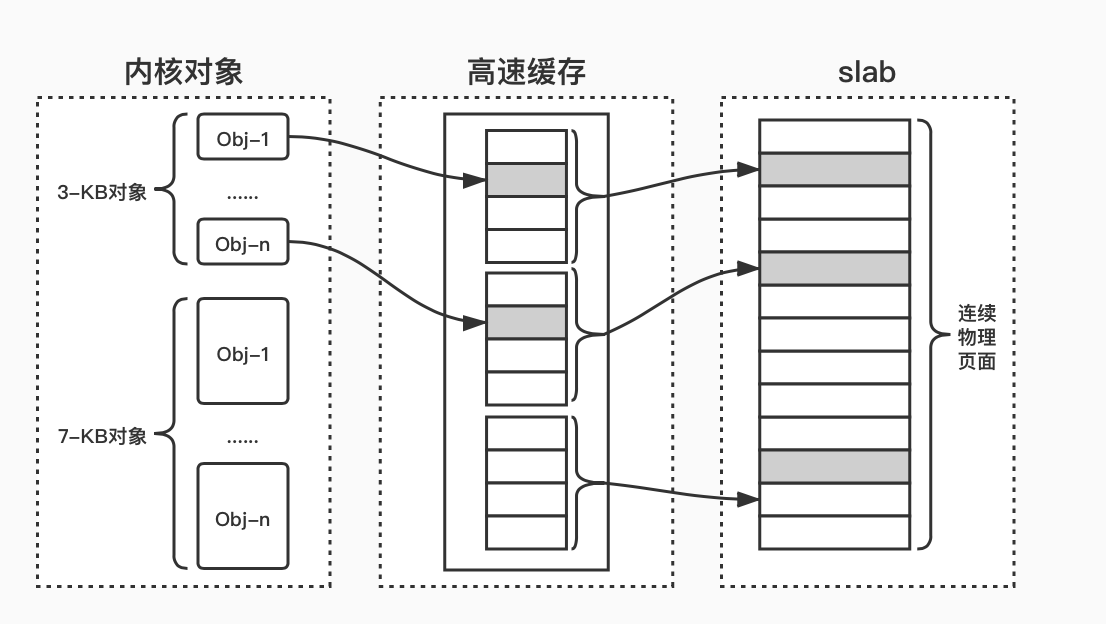 内核对象
高速缓存
slab
Obj-1
3-KB对象
......
Obj-n
Obj-1
7-KB对象
......
Obj-n
连续
物理
页面